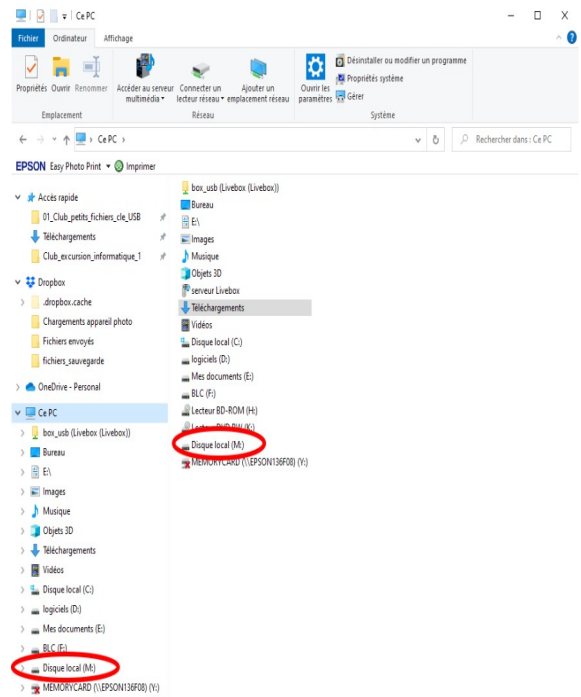 Ce PC
Fichier Ordinateur Affichage
Propriétés Ouvrir Renommer
Accéder au serveur multimédia
Connecter un lecteur réseau
Ajouter un emplacement réseau
Ouvrir les paramètres
Désinstaller ou modifier un programme
Propriétés système
Gérer
Emplacement Réseau Système
Ce PC
Rechercher dans : Ce PC
EPSON Easy Photo Print Imprimer
Accès rapide
01_Club_petits_fichiers_cle_USB
Téléchargements
Club_excursion_informatique_1
Dropbox
.dropbox.cache
Chargements appareil photo
Fichiers envoyés
fichiers_sauvegarde
OneDrive - Personal
Ce PC
box_usb (Livebox (Livebox))
Bureau
E:\
Images
Musique
Objets 3D
Téléchargements
Vidéos
Disque local (C:)
logiciels (D:)
Mes documents (E:)
BLC (F:)
Disque local (M:)
MEMORYCARD (\\EPSON136F08) (Y:)
box_usb (Livebox (Livebox))
Bureau
E:\
Images
Musique
Objets 3D
serveur Livebox
Téléchargements
Vidéos
Disque local (C:)
logiciels (D:)
Mes documents (E:)
BLC (F:)
Lecteur BD-ROM (H:)
Lecteur DVD RW (K:)
Disque local (M:)
MEMORYCARD (\\EPSON136F08) (Y:)